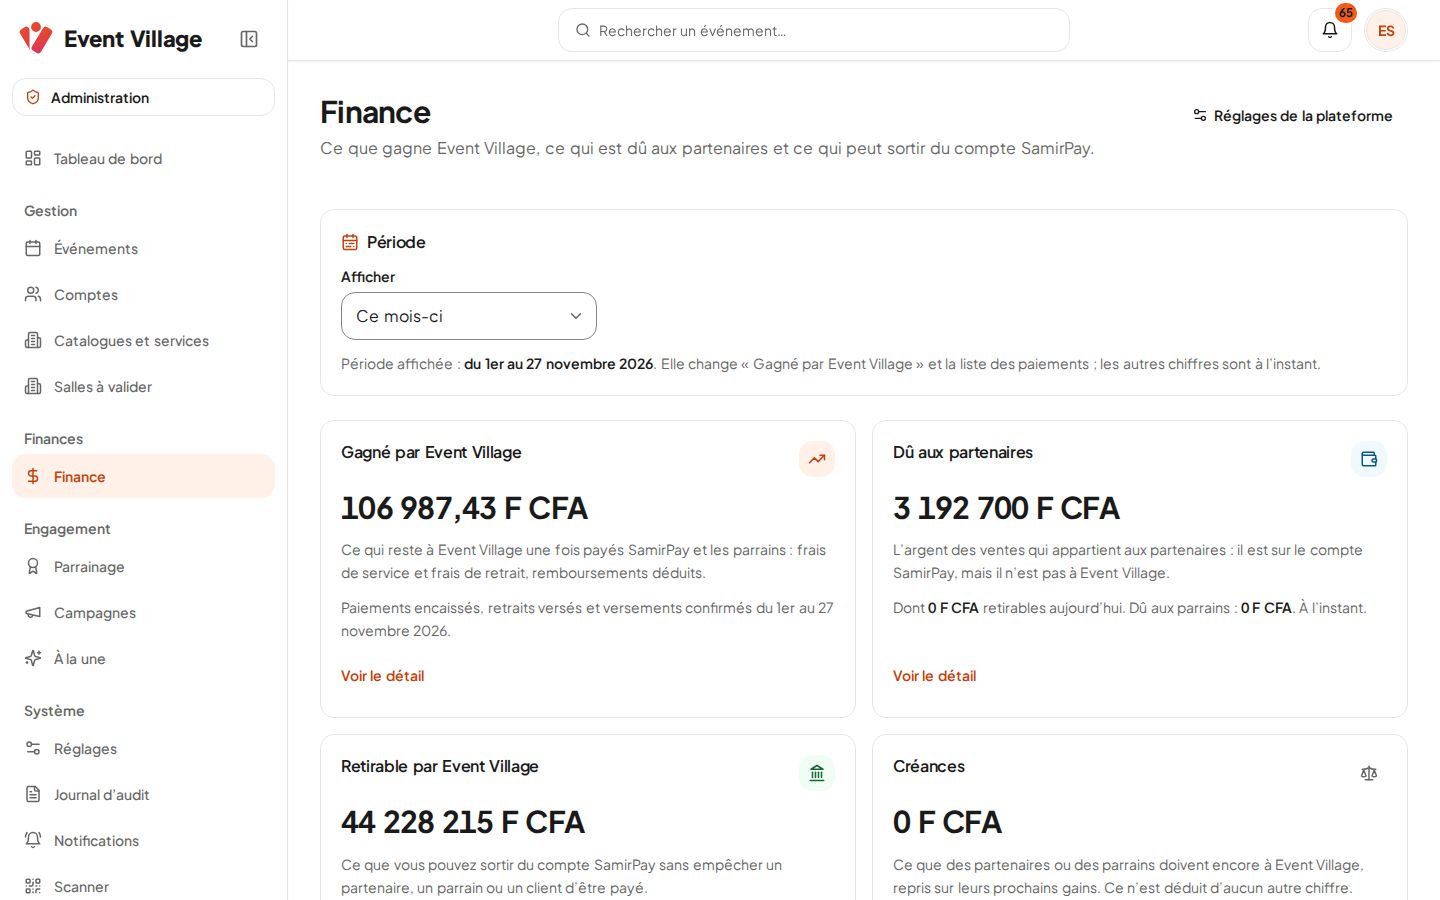 Event Village
Administration
Tableau de bord
Gestion
Événements
Comptes
Catalogues et services
Salles à valider
Finances
Finance
Engagement
Parrainage
Campagnes
À la une
Système
Réglages
Journal d'audit
Notifications
Scanner
Rechercher un événement...
65
ES
Finance
Réglages de la plateforme
Ce que gagne Event Village, ce qui est dû aux partenaires et ce qui peut sortir du compte SamirPay.
Période
Afficher
Ce mois-ci
Période affichée : du 1er au 27 novembre 2026. Elle change « Gagné par Event Village » et la liste des paiements ; les autres chiffres sont à l'instant.
Gagné par Event Village
106 987,43 F CFA
Ce qui reste à Event Village une fois payés SamirPay et les parrains : frais
de service et frais de retrait, remboursements déduits.
Paiements encaissés, retraits versés et versements confirmés du 1er au 27
novembre 2026.
Voir le détail
Dû aux partenaires
3 192 700 F CFA
L'argent des ventes qui appartient aux partenaires : il est sur le compte
SamirPay, mais il n'est pas à Event Village.
Dont 0 F CFA retirables aujourd'hui. Dû aux parrains : 0 F CFA. À l'instant.
Voir le détail
Retirable par Event Village
44 228 215 F CFA
Ce que vous pouvez sortir du compte SamirPay sans empêcher un
partenaire, un parrain ou un client d'être payé.
Créances
0 F CFA
Ce que des partenaires ou des parrains doivent encore à Event Village,
repris sur leurs prochains gains. Ce n'est déduit d'aucun autre chiffre.